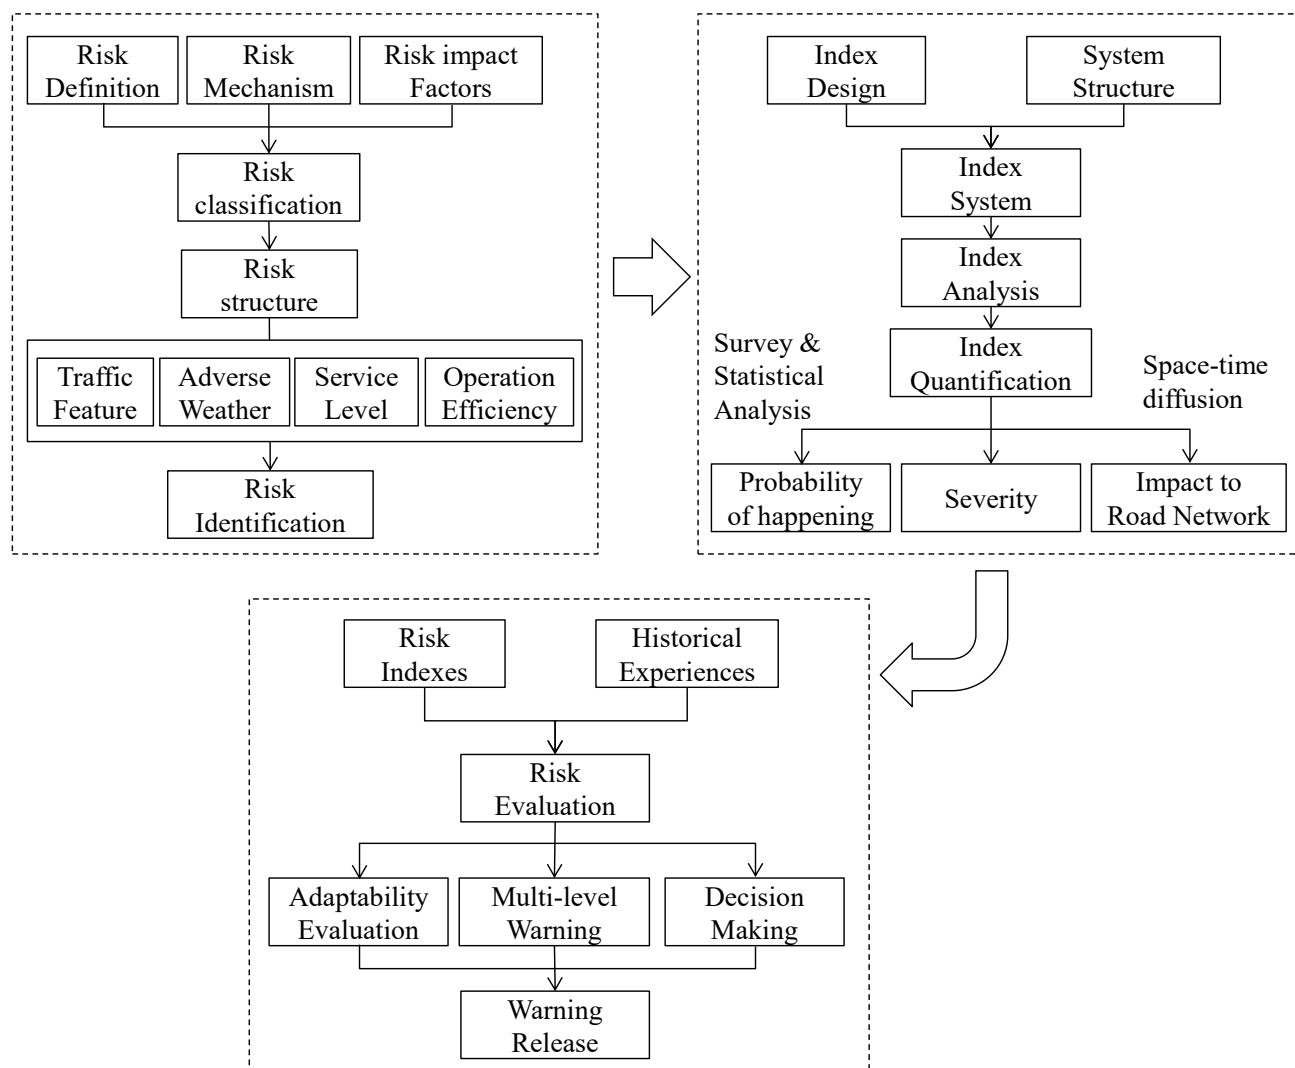 Risk
Definition
Risk
Mechanism
Risk impact
Factors
Risk
classification
Risk
structure
Traffic
Feature
Adverse
Weather
Service
Level
Operation
Efficiency
Risk
Identification
Index
Design
System
Structure
Index
System
Index
Analysis
Index
Quantification
Survey &
Statistical
Analysis
Space-time
diffusion
Probability
of happening
Severity
Impact to
Road Network
Risk
Indexes
Historical
Experiences
Risk
Evaluation
Adaptability
Evaluation
Multi-level
Warning
Decision
Making
Warning
Release